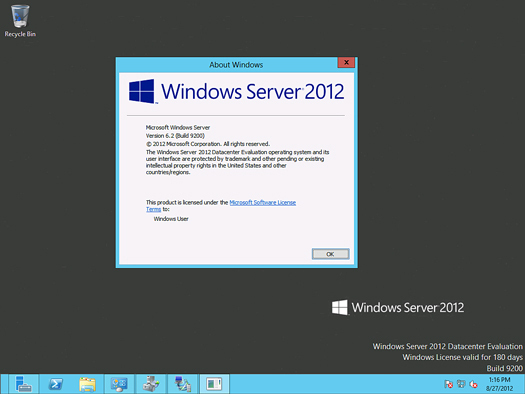 Recycle Bin
About Windows
Windows Server 2012
Microsoft Windows Server
Version 6.2 (Build 9200)
© 2012 Microsoft Corporation. All rights reserved.
The Windows Server 2012 Datacenter Evaluation operating system and its
user interface are protected by trademark and other pending or existing
intellectual property rights in the United States and other
countries/regions.
This product is licensed under the Microsoft Software License
Terms to:
Windows User
OK
Windows Server 2012
Windows Server 2012 Datacenter Evaluation
Windows License valid for 180 days
Build 9200
1:16 PM
8/27/2012